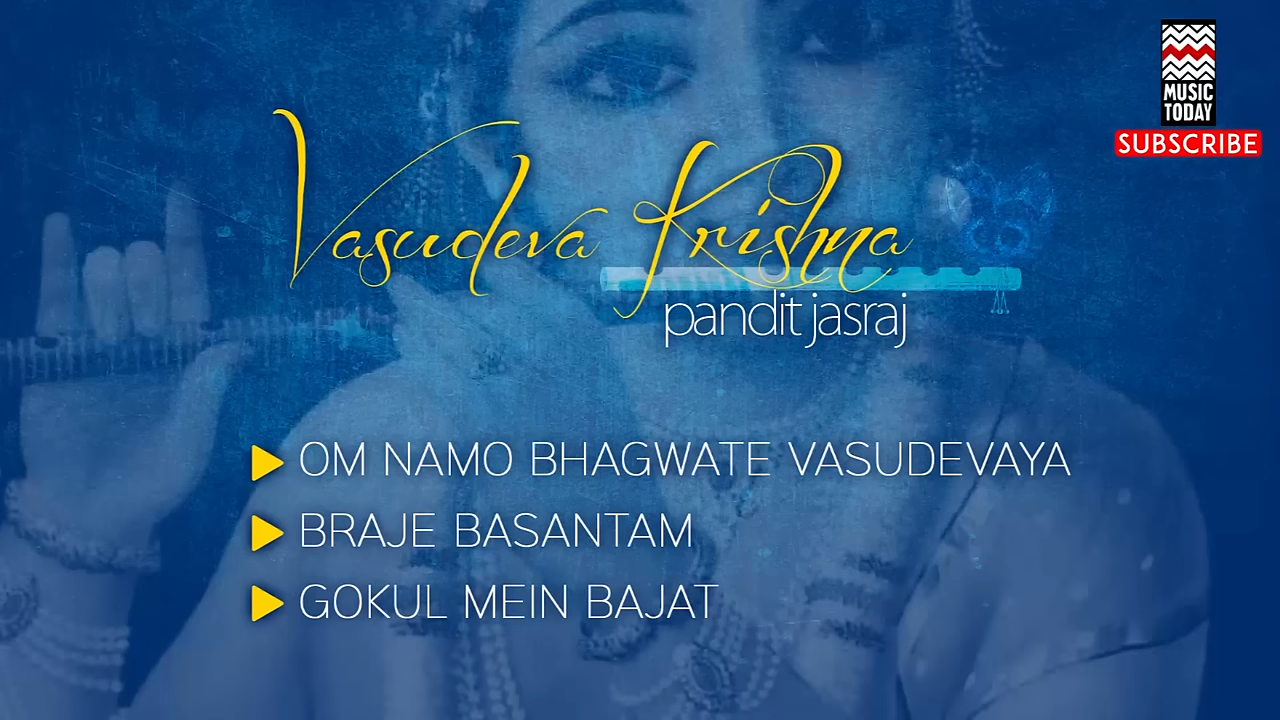 MUSIC
TODAY
SUBSCRIBE
Vasudeva Krishna
pandit jasraj
OM NAMO BHAGWATE VASUDEVAYA
BRAJE BASANTAM
GOKUL MEIN BAJAT